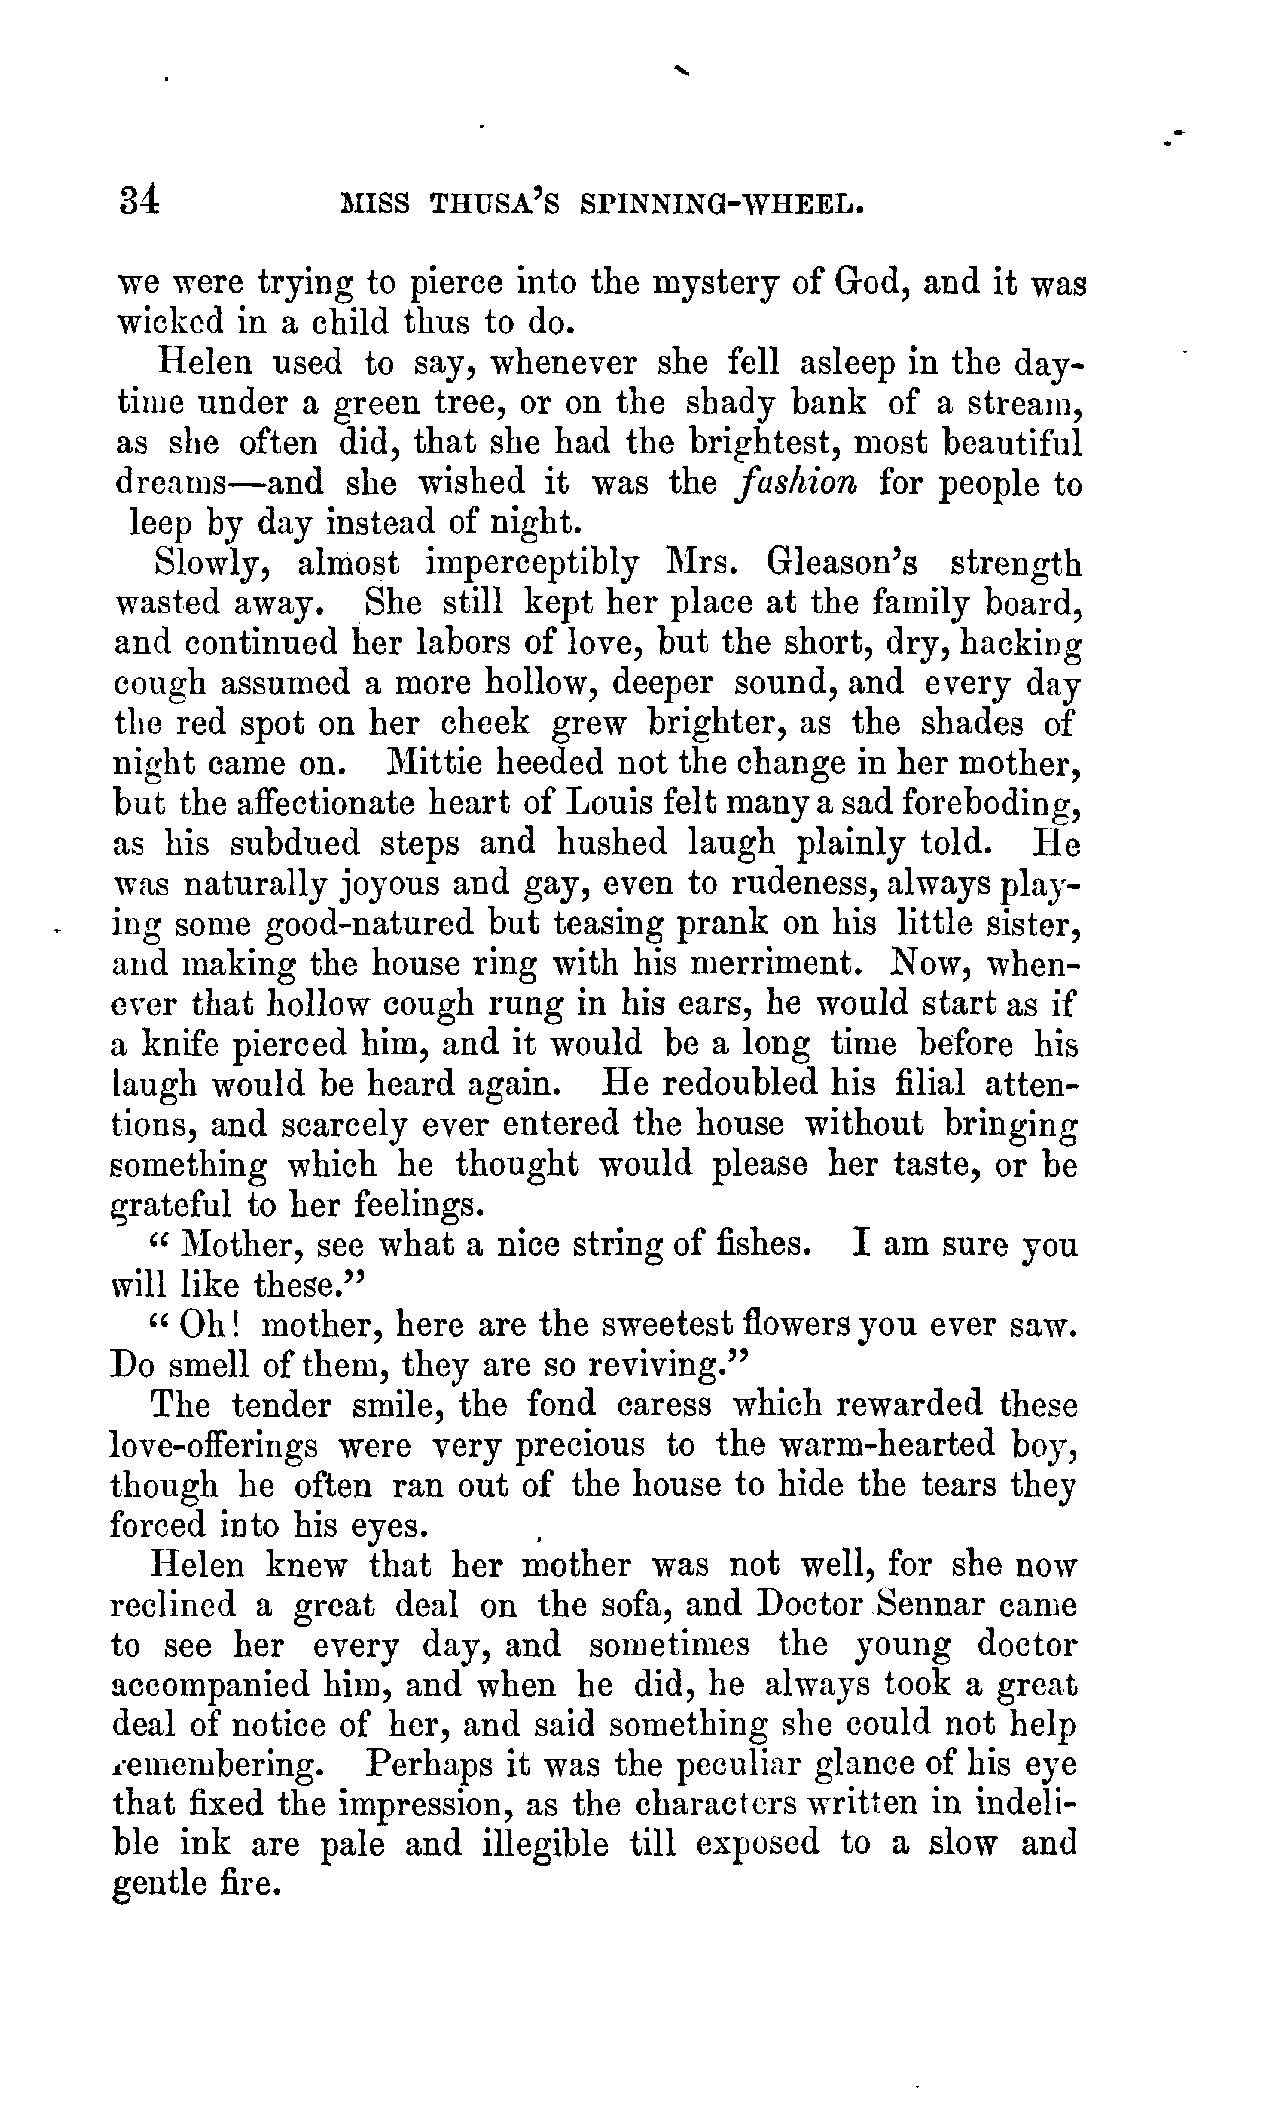 34 MISS THUSA'S SPINNING-WHEEL.
we were trying to pierce into the mystery of God, and it was
wicked in a child thus to do.
Helen used to say, whenever she fell asleep in the day-
time under a green tree, or on the shady bank of a stream,
as she often did, that she had the brightest, most beautiful
dreams—and she wished it was the fashion for people to
leep by day instead of night.
Slowly, almost imperceptibly Mrs. Gleason's strength
wasted away. She still kept her place at the family board,
and continued her labors of love, but the short, dry, hacking
cough assumed a more hollow, deeper sound, and every day
the red spot on her cheek grew brighter, as the shades of
night came on. Mittie heeded not the change in her mother,
but the affectionate heart of Louis felt many a sad foreboding,
as his subdued steps and hushed laugh plainly told. He
was naturally joyous and gay, even to rudeness, always play-
ing some good-natured but teasing prank on his little sister,
and making the house ring with his merriment. Now, when-
ever that hollow cough rung in his ears, he would start as if
a knife pierced him, and it would be a long time before his
laugh would be heard again. He redoubled his filial atten-
tions, and scarcely ever entered the house without bringing
something which he thought would please her taste, or be
grateful to her feelings.
“ Mother, see what a nice string of fishes. I am sure you
will like these.”
“ Oh! mother, here are the sweetest flowers you ever saw.
Do smell of them, they are so reviving.”
The tender smile, the fond caress which rewarded these
love-offerings were very precious to the warm-hearted boy,
though he often ran out of the house to hide the tears they
forced into his eyes.
Helen knew that her mother was not well, for she now
reclined a great deal on the sofa, and Doctor Sennar came
to see her every day, and sometimes the young doctor
accompanied him, and when he did, he always took a great
deal of notice of her, and said something she could not help
remembering. Perhaps it was the peculiar glance of his eye
that fixed the impression, as the characters written in indeli-
ble ink are pale and illegible till exposed to a slow and
gentle fire.